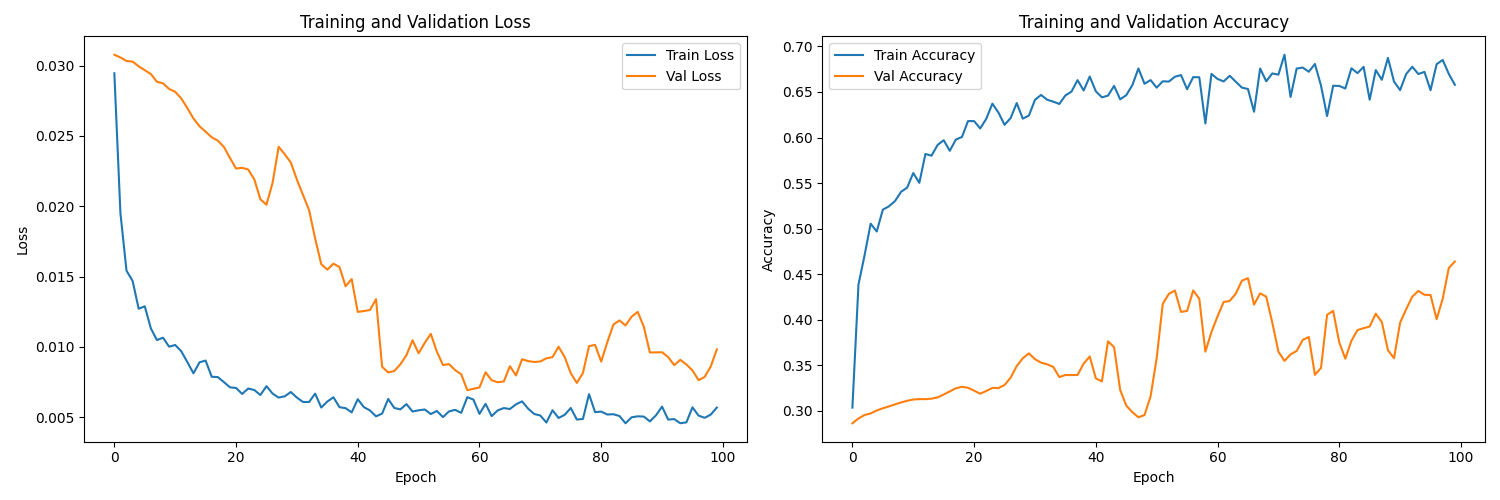 Training and Validation Loss
Train Loss
Val Loss
0.030
0.025
0.020
0.015
0.010
0.005
Loss
0 20 40 60 80 100
Epoch
Training and Validation Accuracy
Train Accuracy
Val Accuracy
0.70
0.65
0.60
0.55
0.50
0.45
0.40
0.35
0.30
Accuracy
0 20 40 60 80 100
Epoch